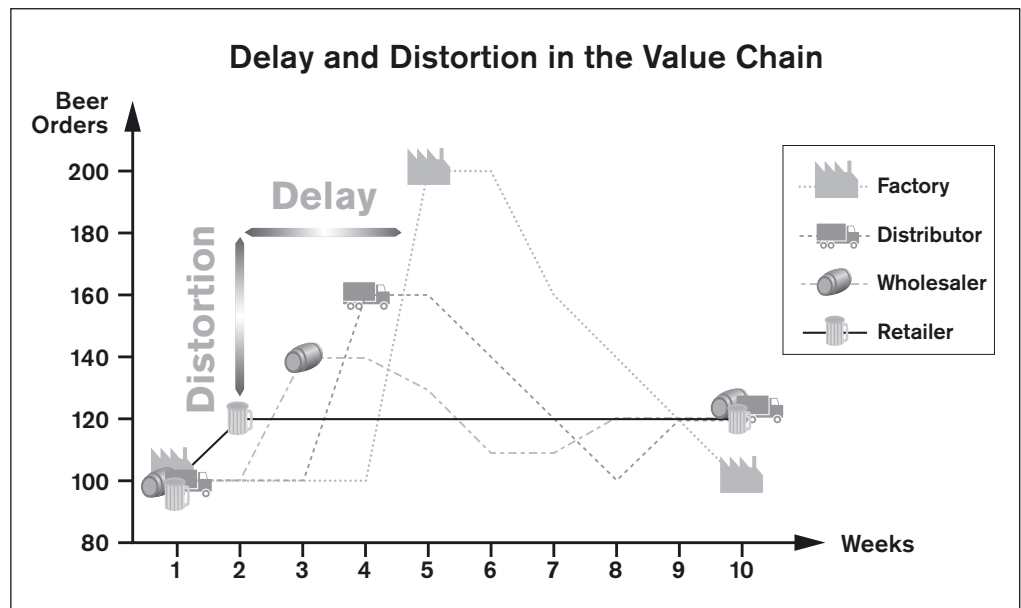 Delay and Distortion in the Value Chain
Beer
Orders
200
180
160
140
120
100
80
Delay
Distortion
Factory
Distributor
Wholesaler
Retailer
1 2 3 4 5 6 7 8 9 10
Weeks